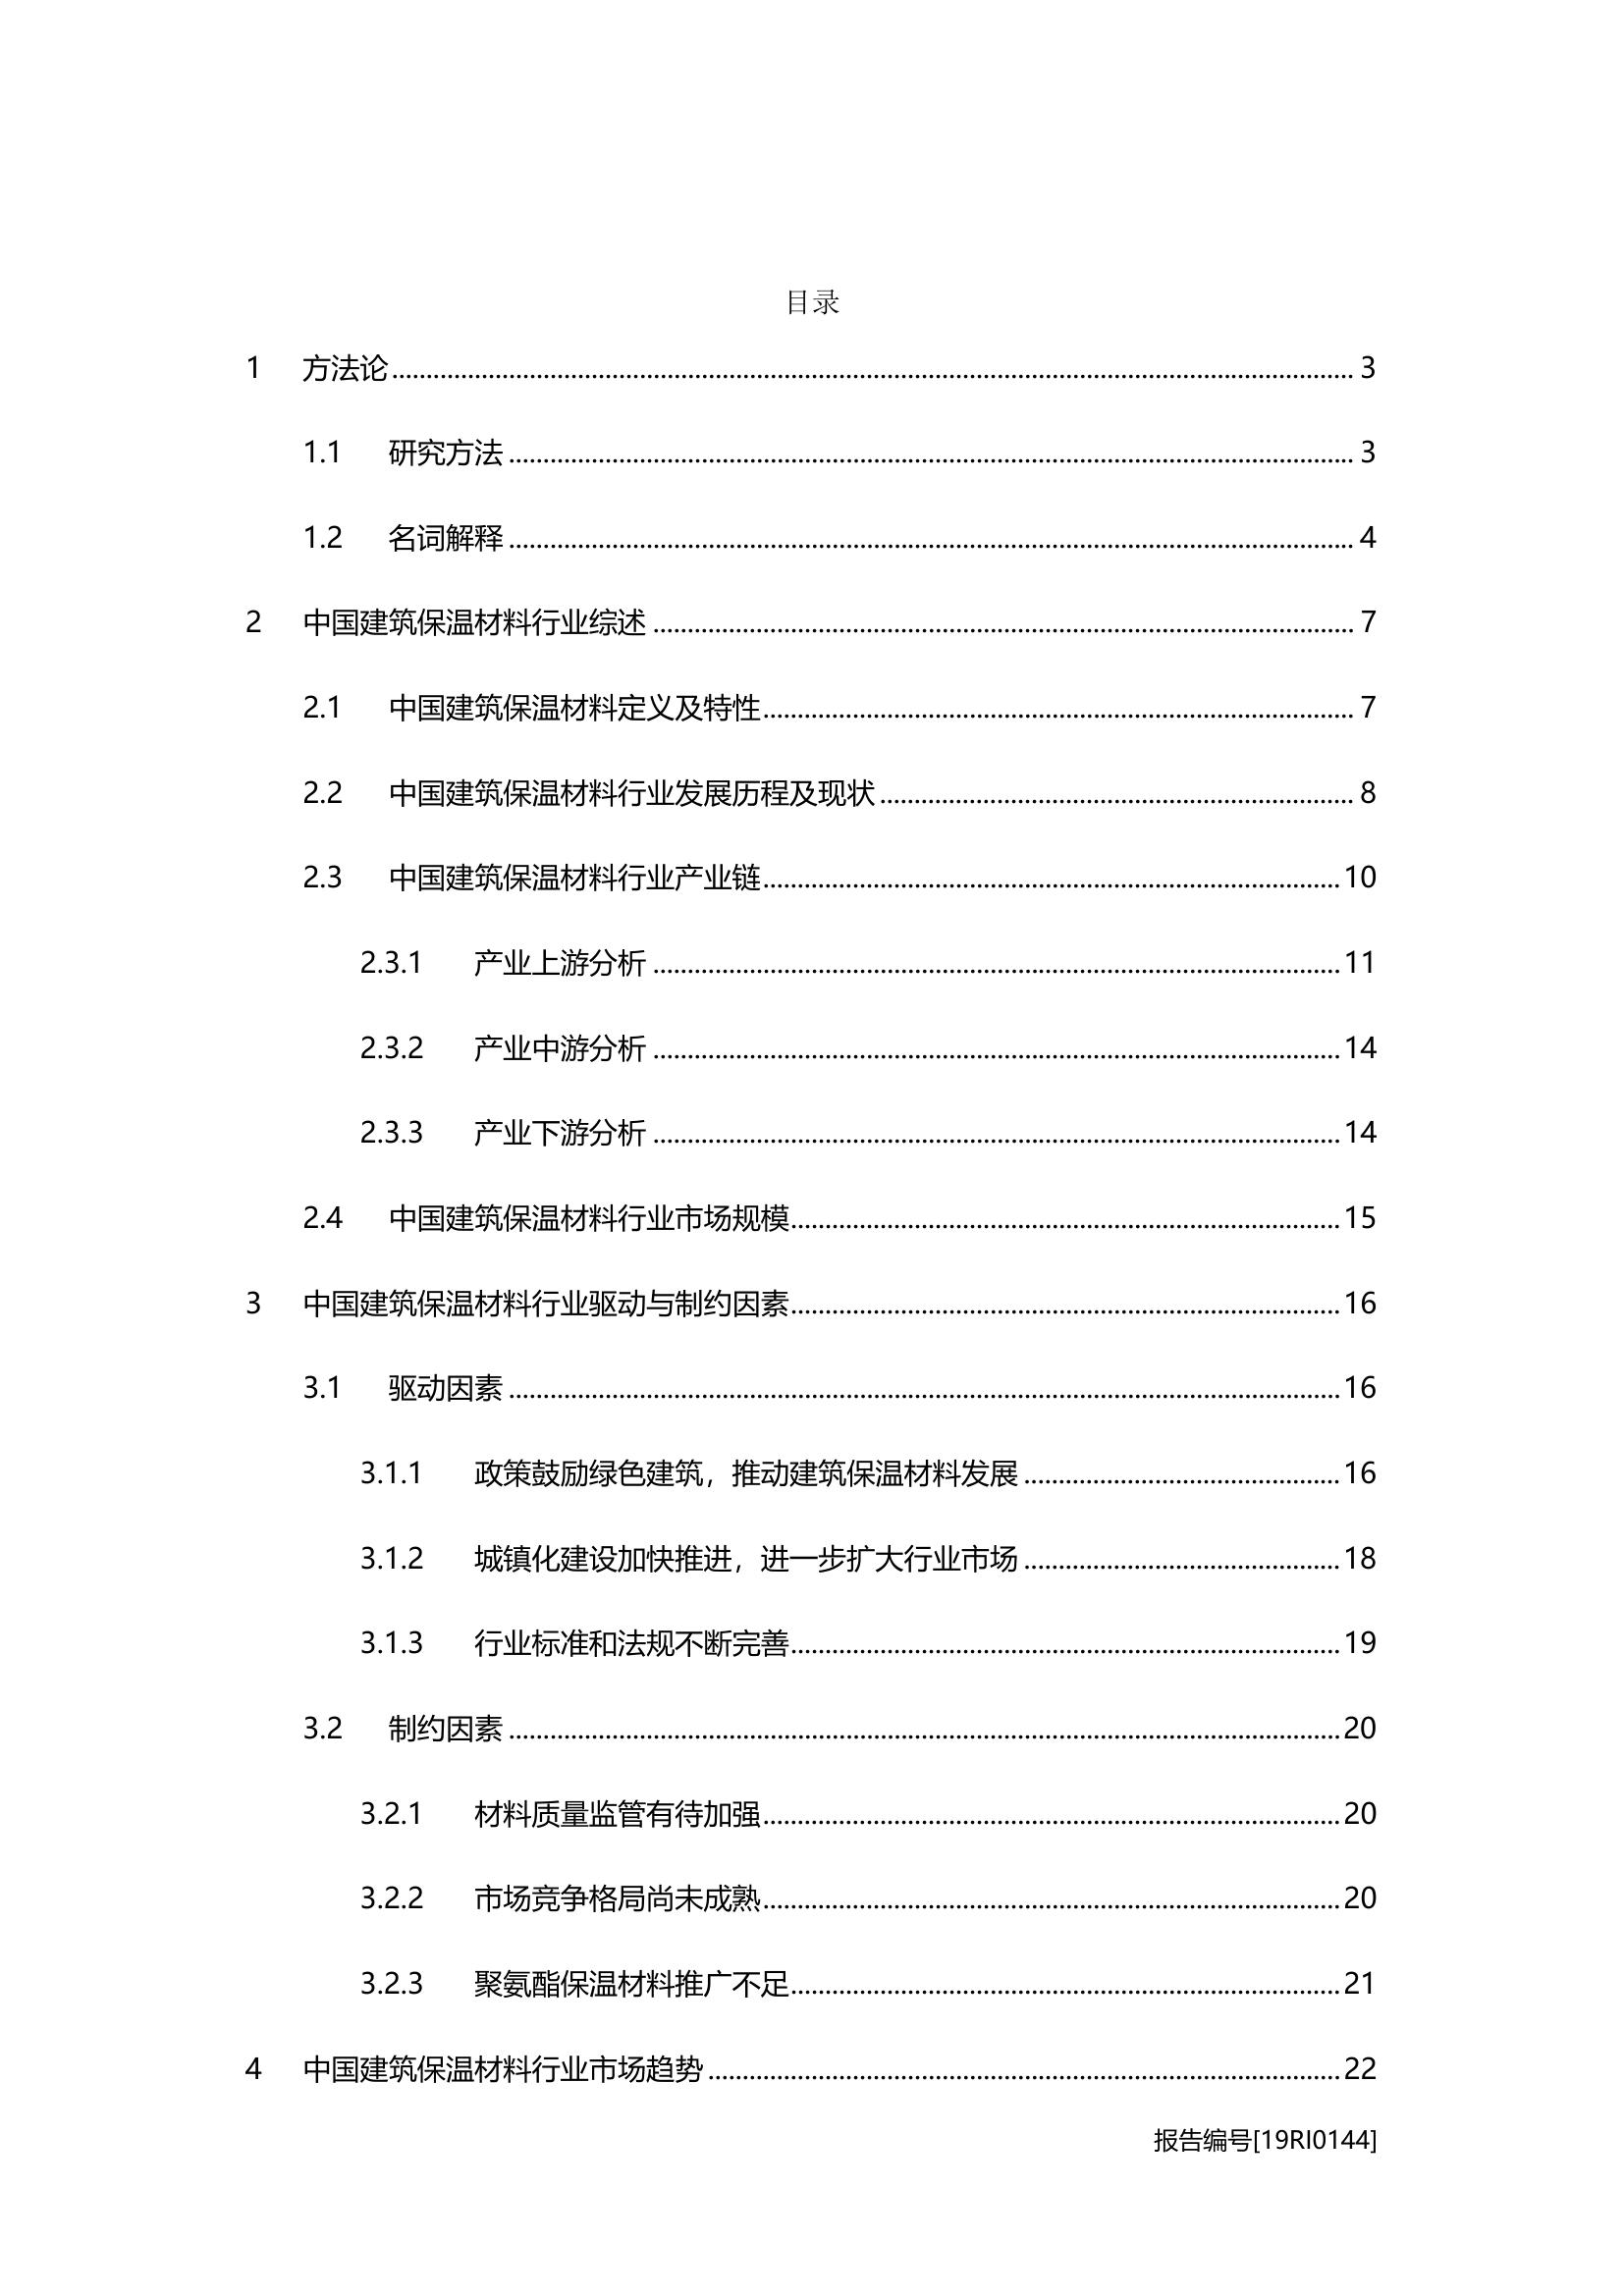 目录
1 方法论........ 3
1.1 研究方法........ 3
1.2 名词解释........ 4
2 中国建筑保温材料行业综述........ 7
2.1 中国建筑保温材料定义及特性........ 7
2.2 中国建筑保温材料行业发展历程及现状........ 8
2.3 中国建筑保温材料行业产业链........ 10
2.3.1 产业上游分析........ 11
2.3.2 产业中游分析........ 14
2.3.3 产业下游分析........ 14
2.4 中国建筑保温材料行业市场规模........ 15
3 中国建筑保温材料行业驱动与制约因素........ 16
3.1 驱动因素........ 16
3.1.1 政策鼓励绿色建筑，推动建筑保温材料发展........ 16
3.1.2 城镇化建设加快推进，进一步扩大行业市场........ 18
3.1.3 行业标准和法规不断完善........ 19
3.2 制约因素........ 20
3.2.1 材料质量监管有待加强........ 20
3.2.2 市场竞争格局尚未成熟........ 20
3.2.3 聚氨酯保温材料推广不足........ 21
4 中国建筑保温材料行业市场趋势........ 22
报告编号[19RI0144]